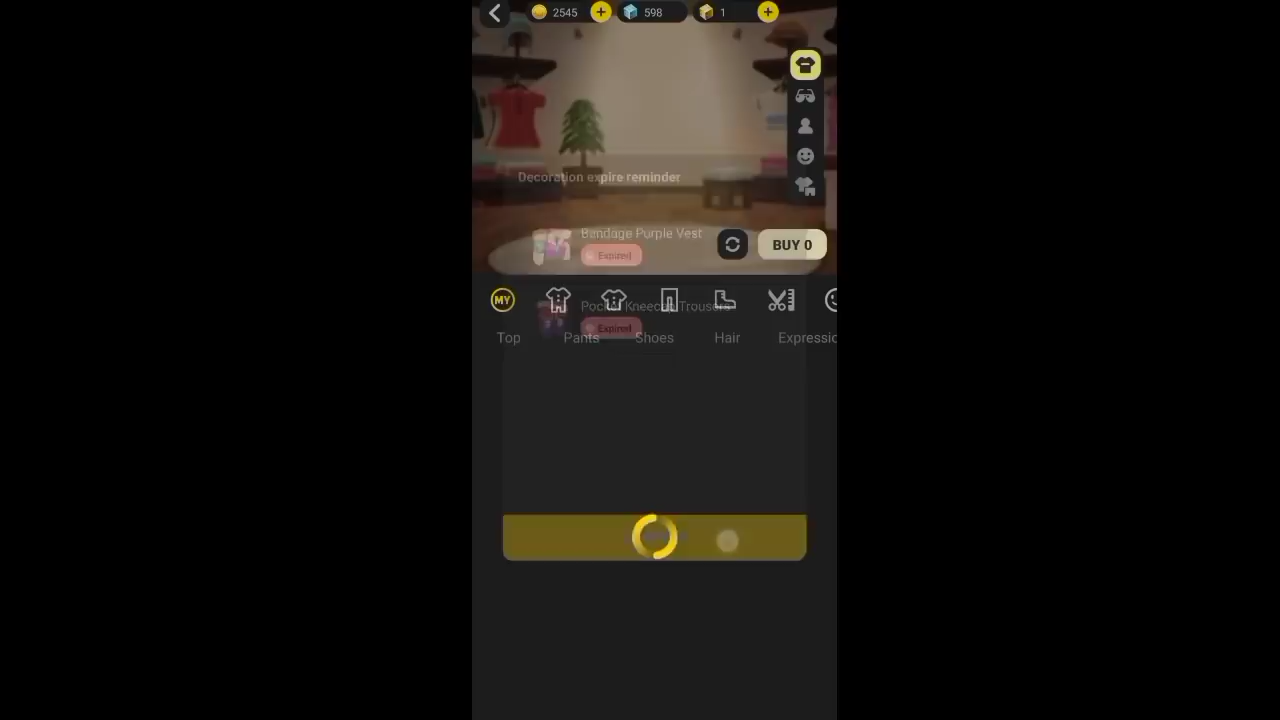 2545
598
1
Decoration expire reminder
Bandage Purple Vest
Expired
BUY 0
MY
Pocket Kneecap Trousers
Expired
Top
Pants
Shoes
Hair
Expressio